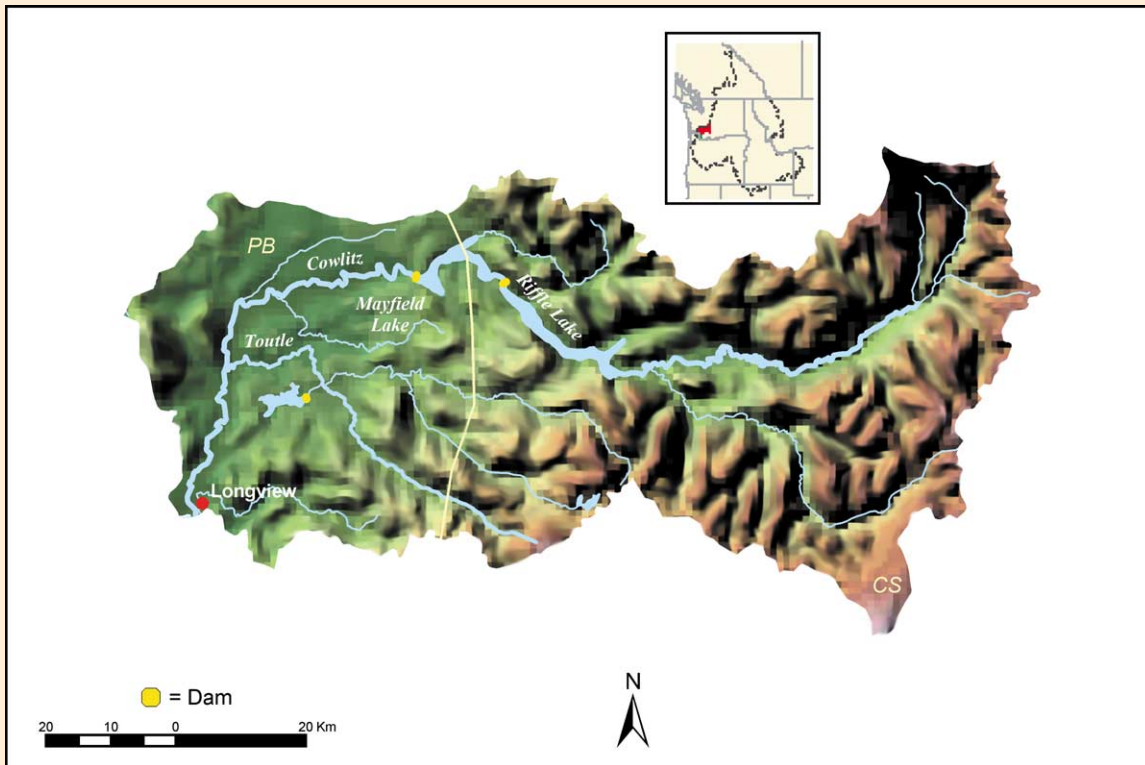 PB
Cowlitz
Mayfield
Lake
Riffle Lake
Toutle
Longview
CS
= Dam
N
20 10 0 20 Km